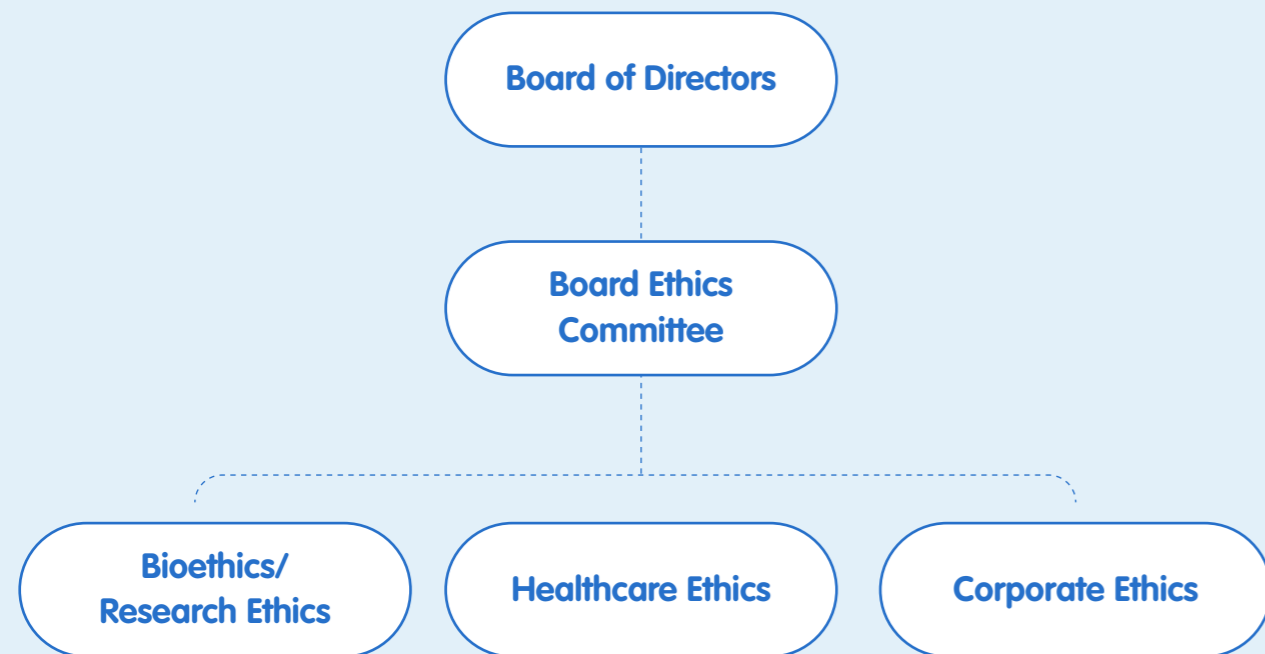 Board of Directors
Board Ethics
Committee
Bioethics/
Research Ethics
Healthcare Ethics
Corporate Ethics